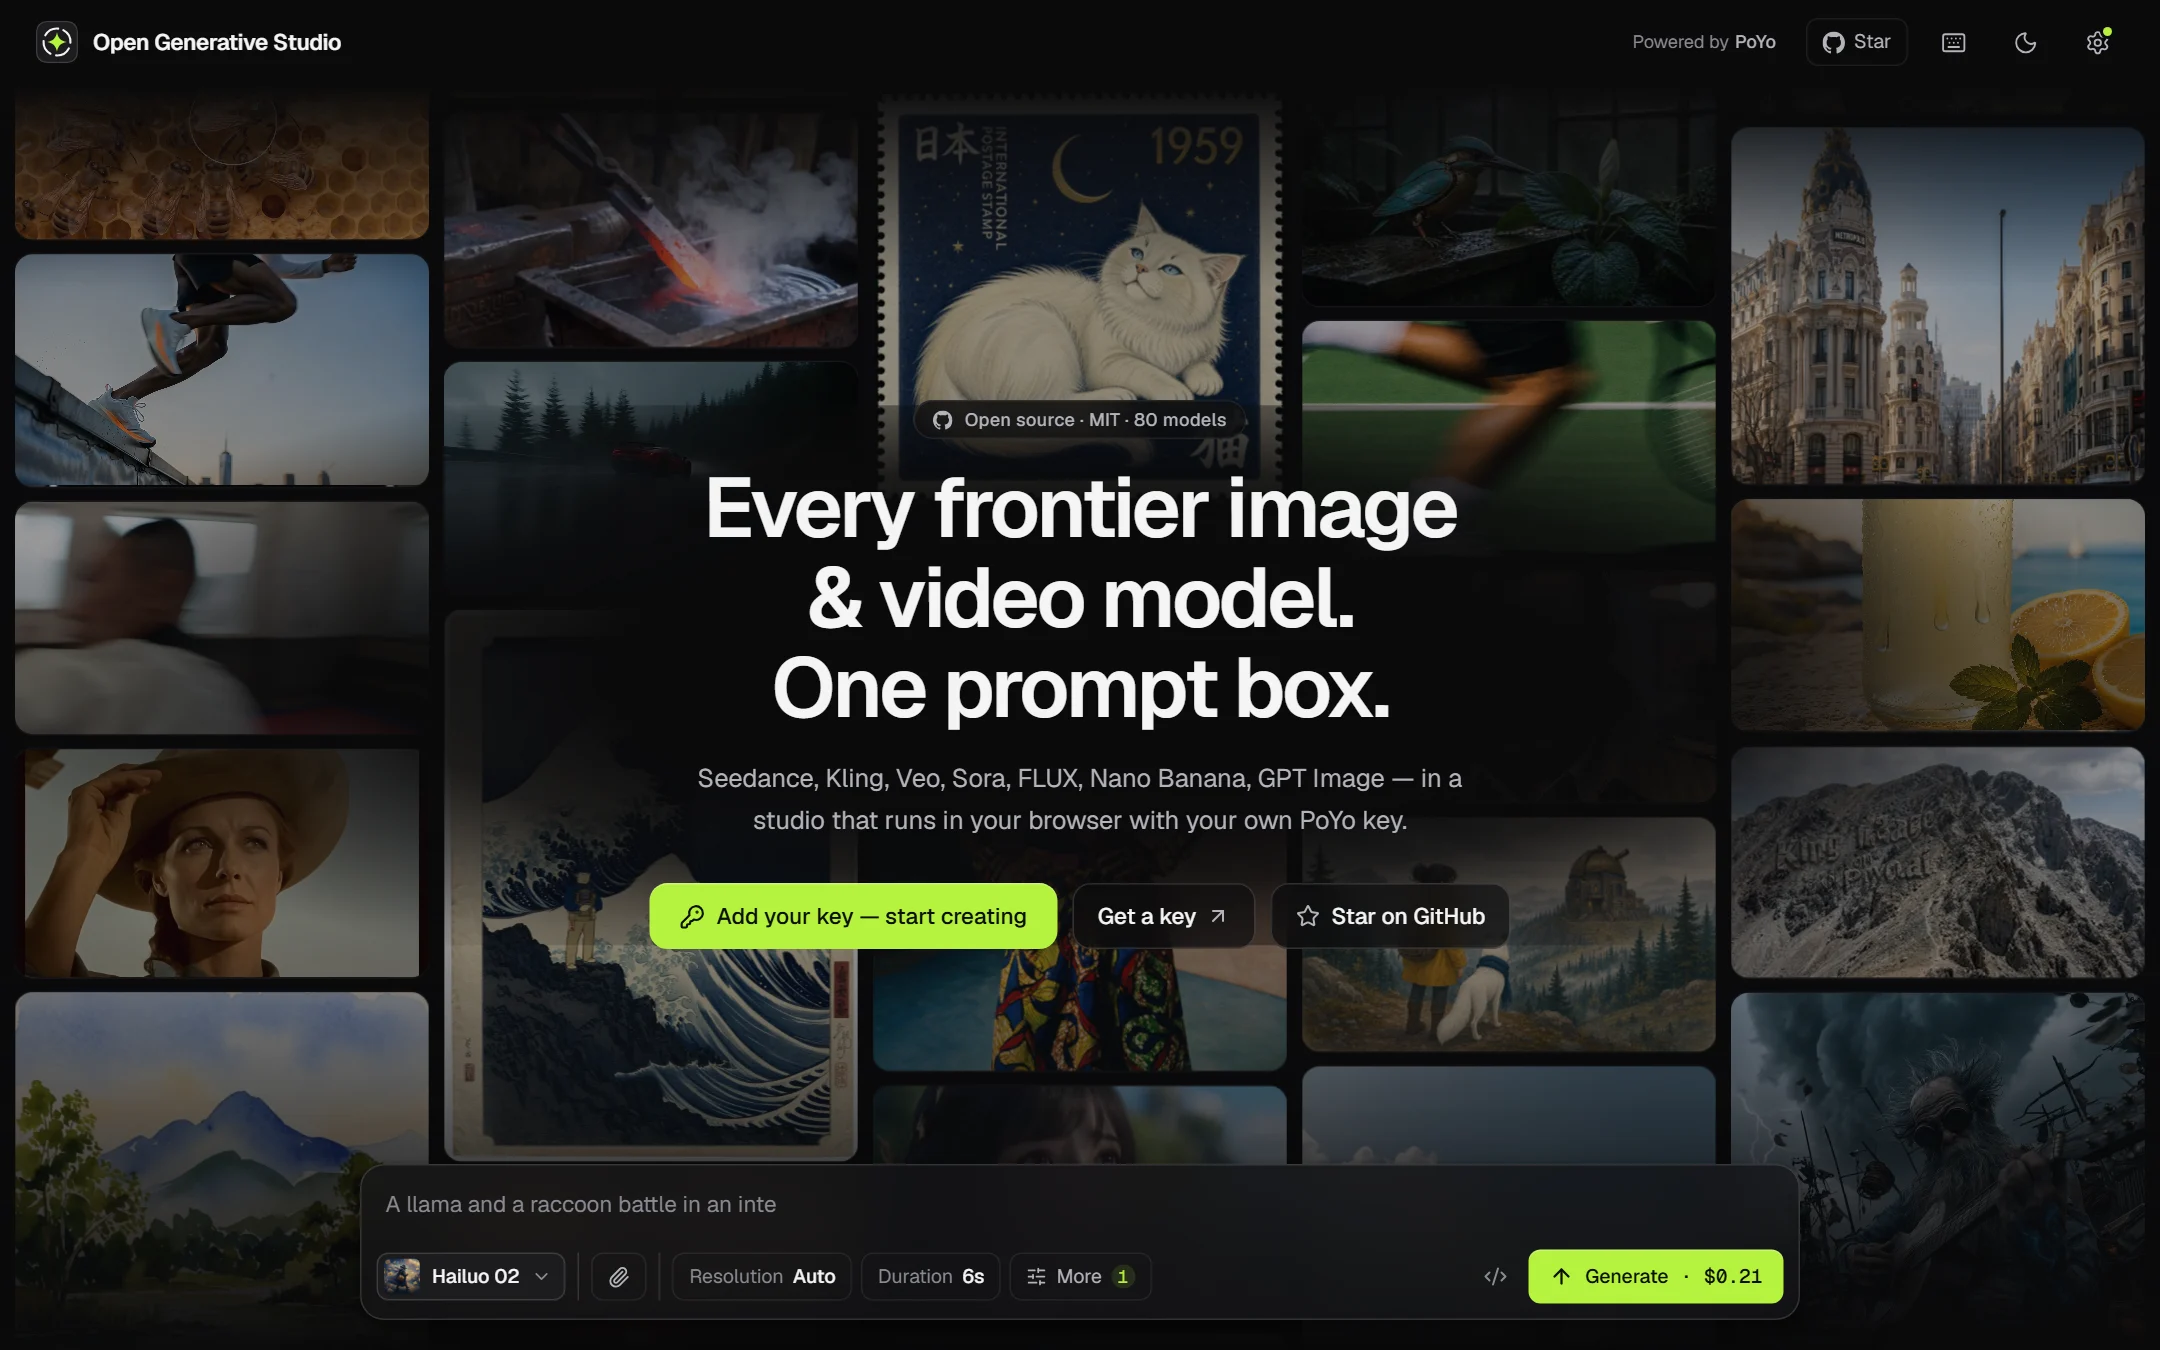 Open Generative Studio
Powered by PoYo
Star
日本
INTERNATIONAL
POSTAGE STAMP
1959
METROPOLIS
Open source · MIT · 80 models
猫
Every frontier image
& video model.
One prompt box.
Seedance, Kling, Veo, Sora, FLUX, Nano Banana, GPT Image — in a
studio that runs in your browser with your own PoYo key.
Add your key — start creating
Get a key
Star on GitHub
A llama and a raccoon battle in an inte
Hailuo 02
Resolution Auto
Duration 6s
More 1
Generate · $0.21